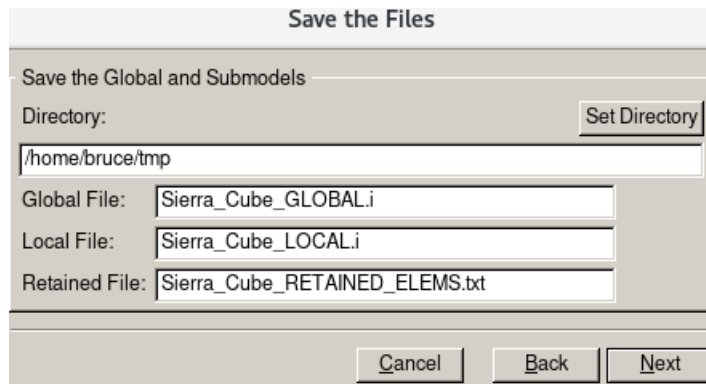 Save the Files
Save the Global and Submodels
Directory:
Set Directory
/home/bruce/tmp
Global File: Sierra_Cube_GLOBAL.i
Local File: Sierra_Cube_LOCAL.i
Retained File: Sierra_Cube_RETAINED_ELEMS.txt
Cancel Back Next